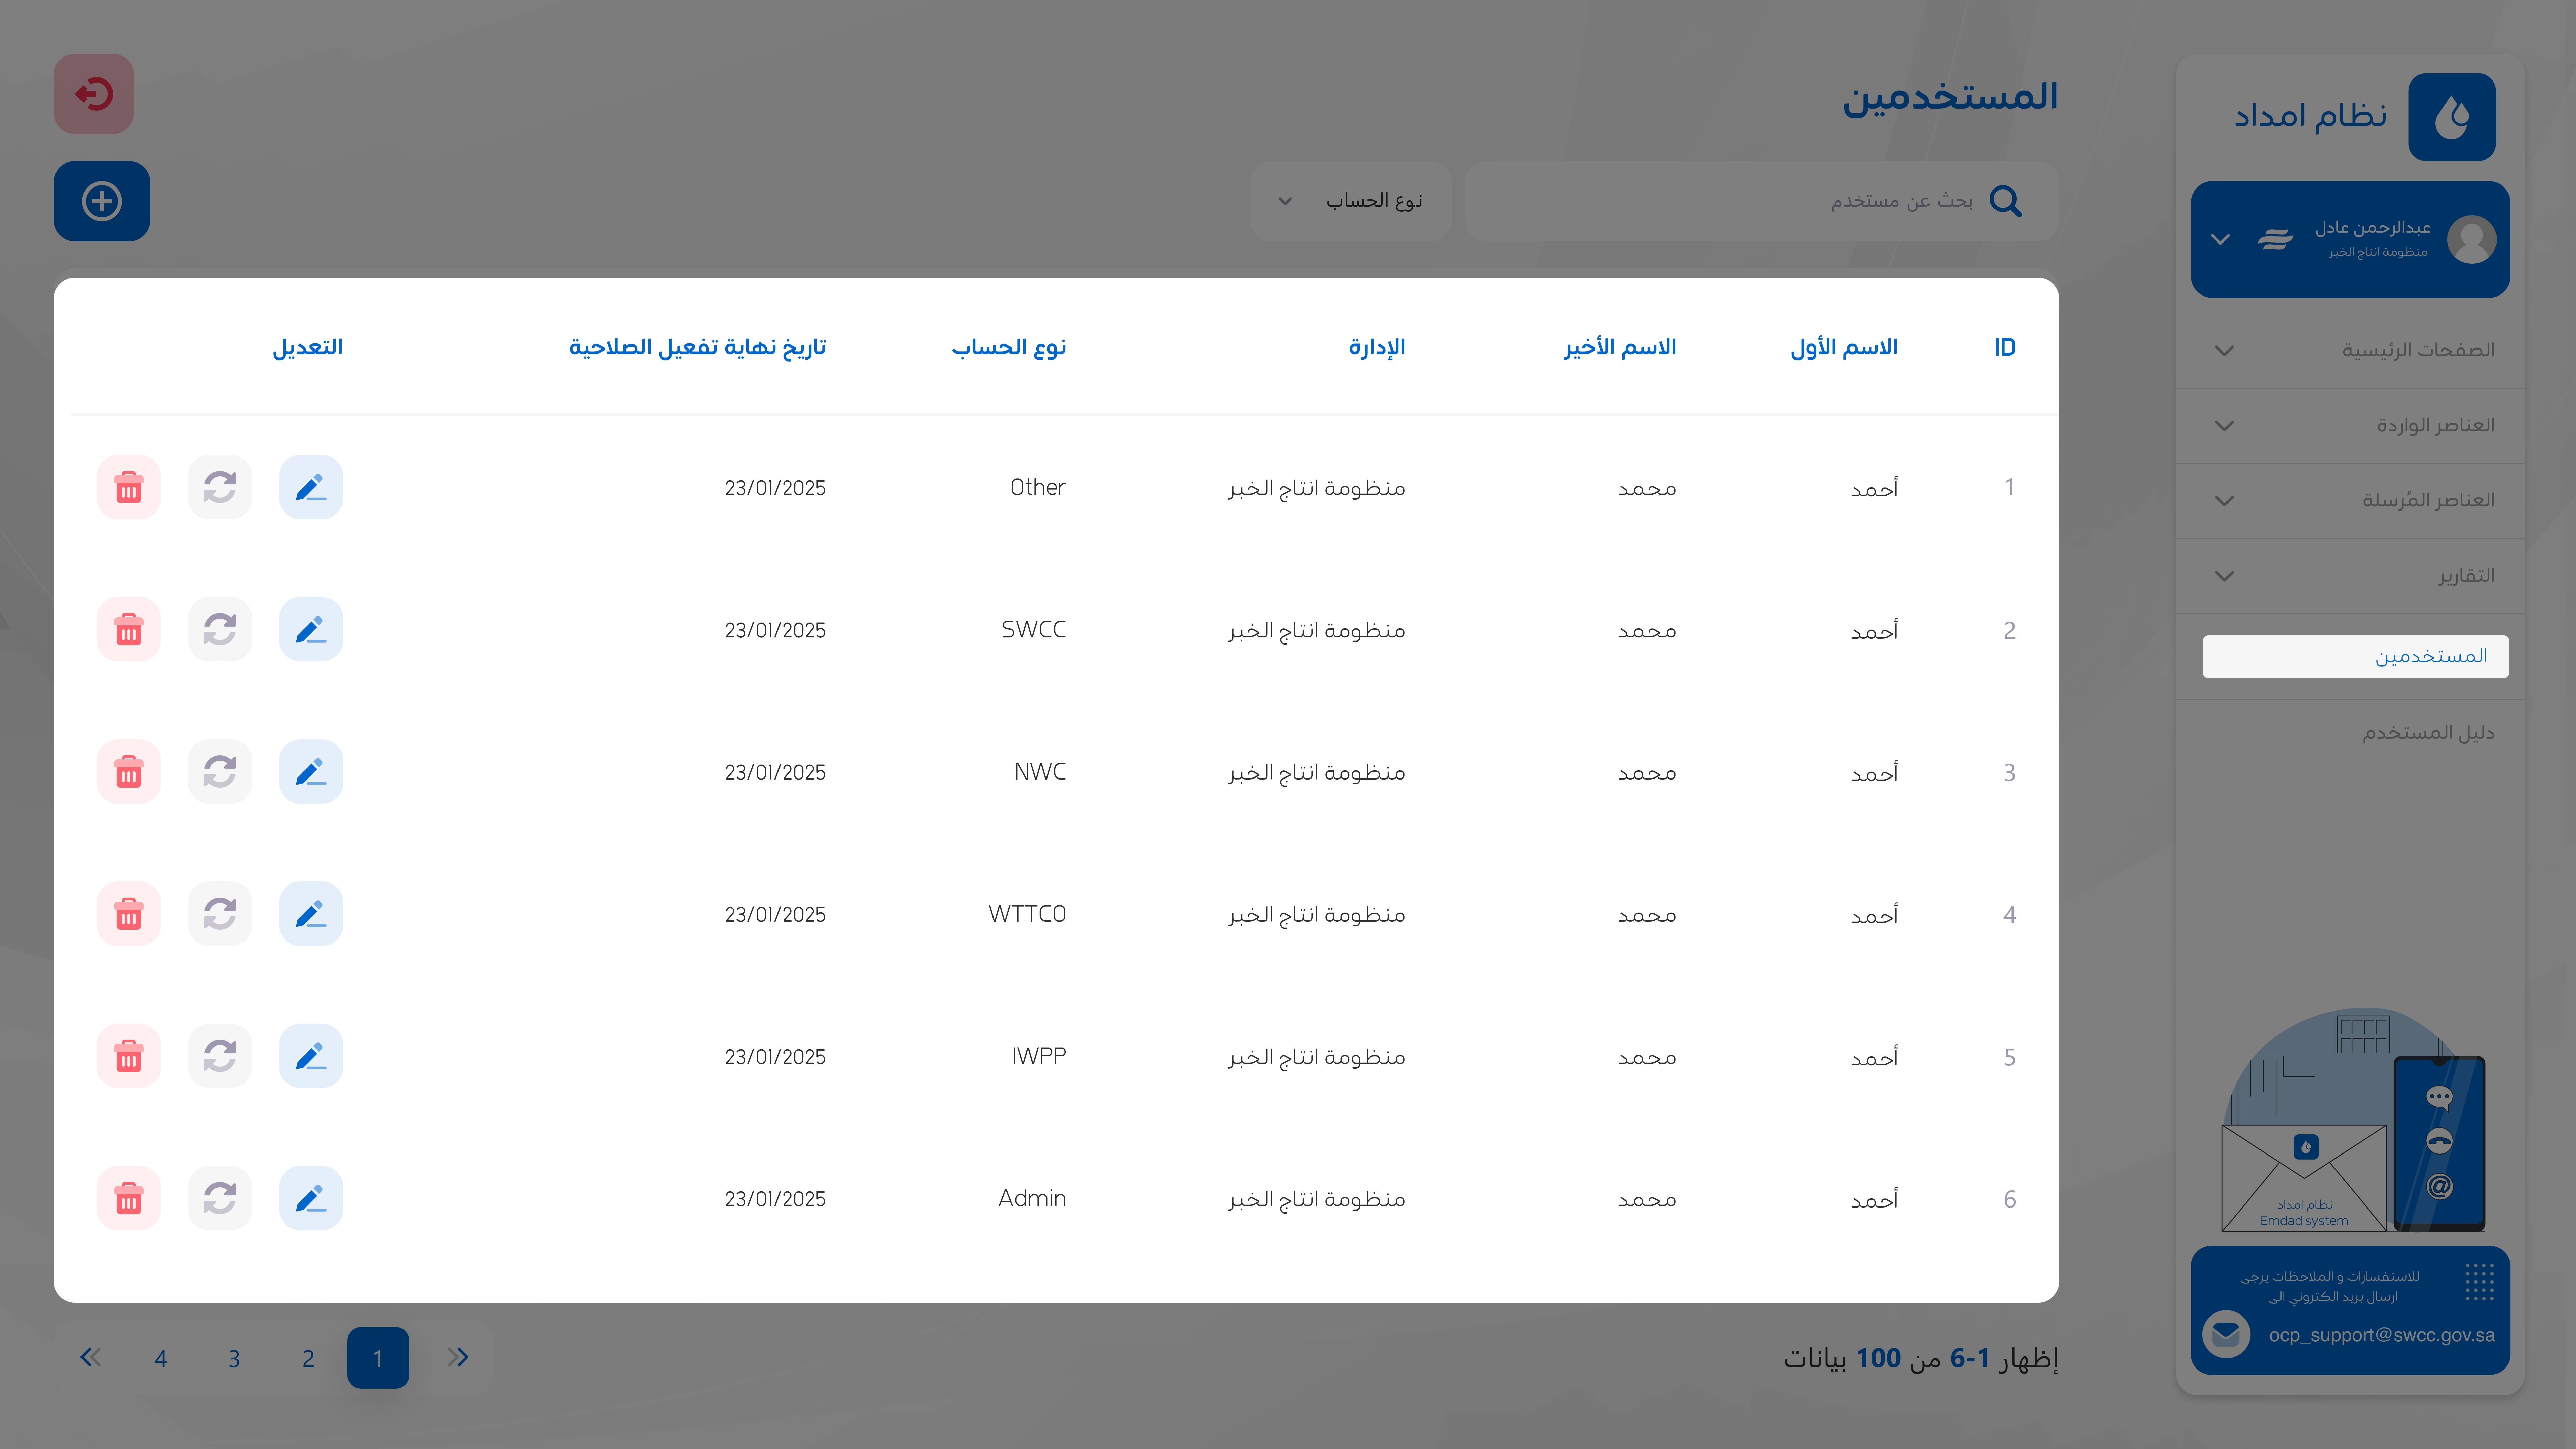 نظام امداد
عبدالرحمن عادل
منظومة انتاج الخبر
الصفحات الرئيسية
العناصر الواردة
العناصر المُرسلة
التقارير
المستخدمين
دليل المستخدم
نظام امداد
Emdad system
للاستفسارات و الملاحظات يرجى
ارسال بريد الكتروني الى
ocp_support@swcc.gov.sa
المستخدمين
بحث عن مستخدم
نوع الحساب
ID الاسم الأول الاسم الأخير الإدارة نوع الحساب تاريخ نهاية تفعيل الصلاحية التعديل
1 أحمد محمد منظومة انتاج الخبر Other 23/01/2025
2 أحمد محمد منظومة انتاج الخبر SWCC 23/01/2025
3 أحمد محمد منظومة انتاج الخبر NWC 23/01/2025
4 أحمد محمد منظومة انتاج الخبر WTTCO 23/01/2025
5 أحمد محمد منظومة انتاج الخبر IWPP 23/01/2025
6 أحمد محمد منظومة انتاج الخبر Admin 23/01/2025
إظهار 1-6 من 100 بيانات
1 2 3 4